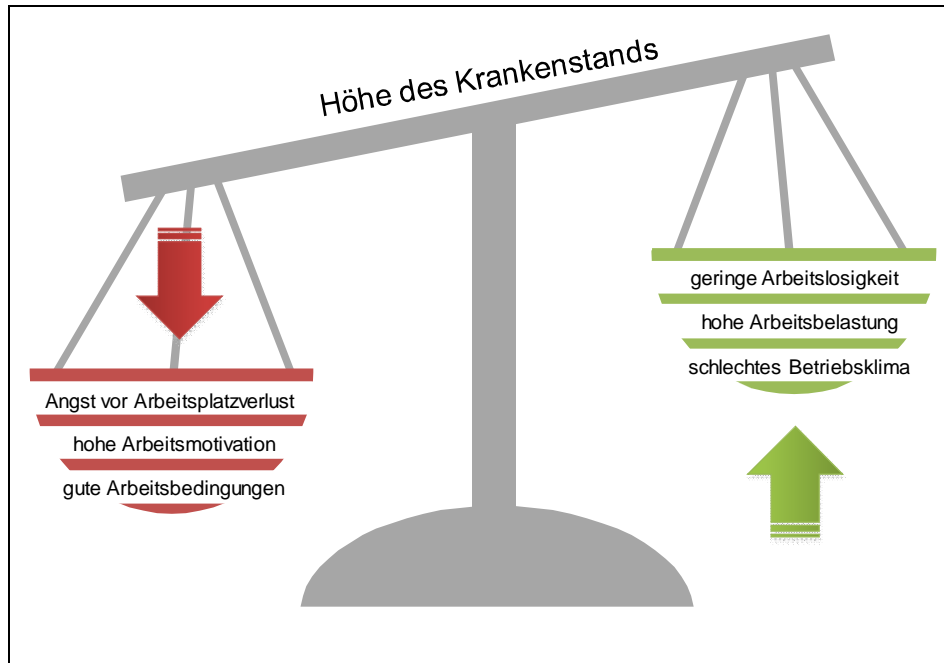 Höhe des Krankenstands
geringe Arbeitslosigkeit
hohe Arbeitsbelastung
schlechtes Betriebsklima
Angst vor Arbeitsplatzverlust
hohe Arbeitsmotivation
gute Arbeitsbedingungen